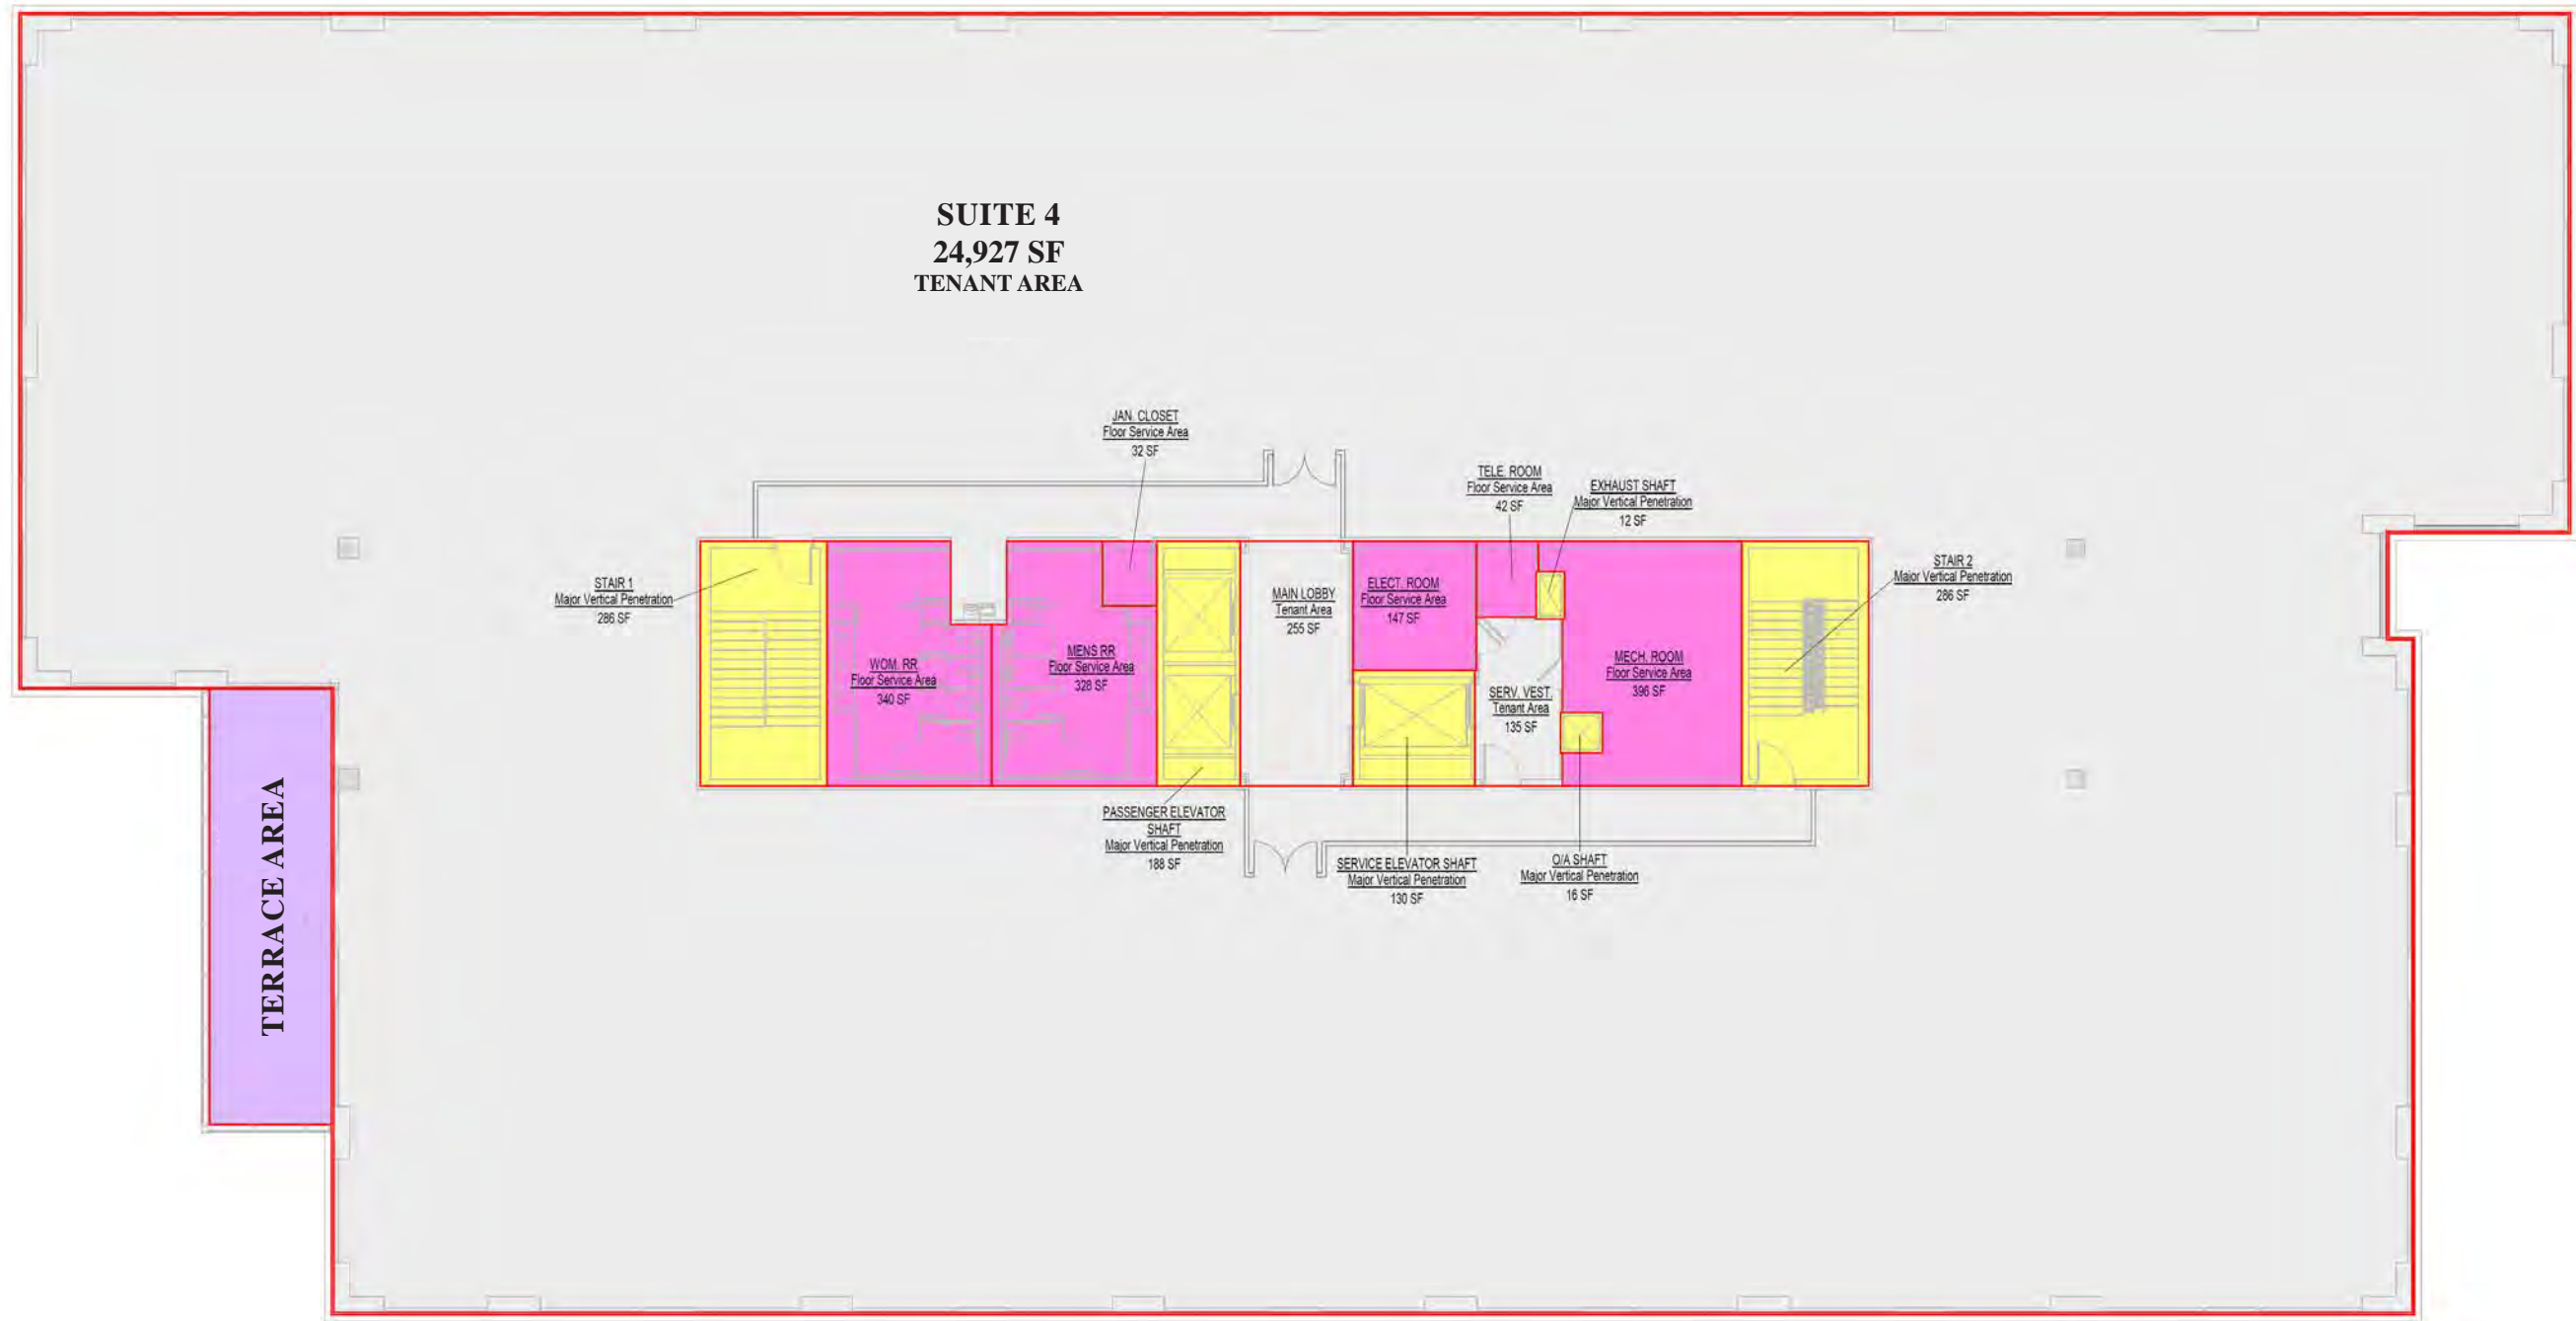 SUITE 4
24,927 SF
TENANT AREA
JAN. CLOSET
Floor Service Area
32 SF
TELE. ROOM
Floor Service Area
42 SF
EXHAUST SHAFT
Major Vertical Penetration
12 SF
STAIR 1
Major Vertical Penetration
286 SF
WOM. RR
Floor Service Area
340 SF
MENS RR
Floor Service Area
328 SF
MAIN LOBBY
Tenant Area
255 SF
ELECT. ROOM
Floor Service Area
147 SF
SERV. VEST.
Tenant Area
135 SF
MECH. ROOM
Floor Service Area
396 SF
STAIR 2
Major Vertical Penetration
286 SF
PASSENGER ELEVATOR
SHAFT
Major Vertical Penetration
188 SF
SERVICE ELEVATOR SHAFT
Major Vertical Penetration
130 SF
O/A SHAFT
Major Vertical Penetration
16 SF
TERRACE AREA